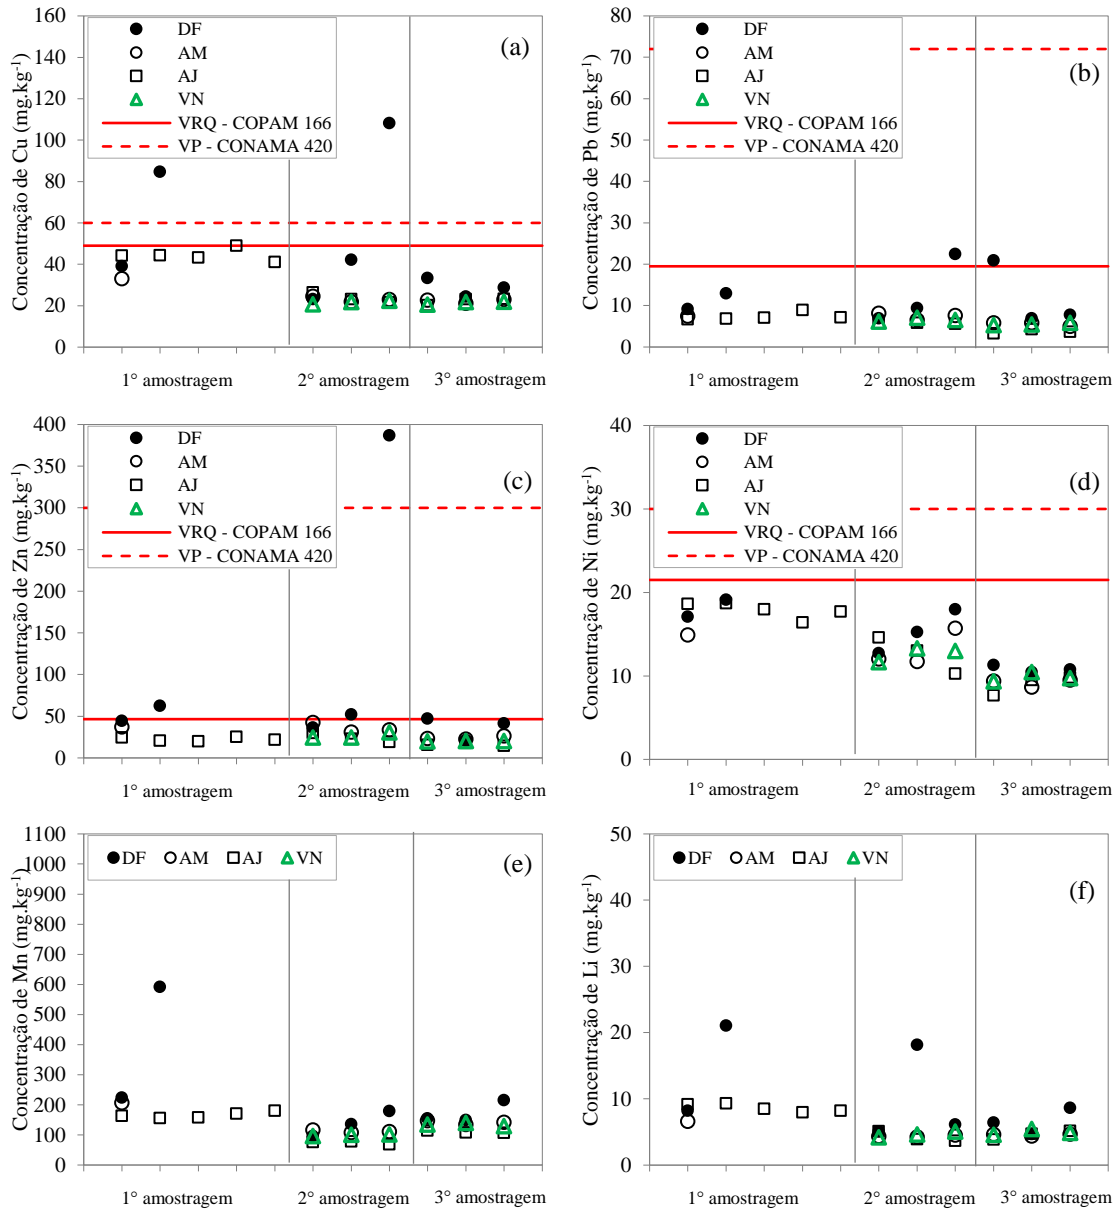 160
140
120
100
80
60
40
20
0
Concentração de Cu (mg.kg-1)
DF
AM
AJ
VN
VRQ - COPAM 166
VP - CONAMA 420
(a)
1° amostragem
2° amostragem
3° amostragem
80
70
60
50
40
30
20
10
0
Concentração de Pb (mg.kg-1)
DF
AM
AJ
VN
VRQ - COPAM 166
VP - CONAMA 420
(b)
1° amostragem
2° amostragem
3° amostragem
400
350
300
250
200
150
100
50
0
Concentração de Zn (mg.kg-1)
DF
AM
AJ
VN
VRQ - COPAM 166
VP - CONAMA 420
(c)
1° amostragem
2° amostragem
3° amostragem
40
30
20
10
0
Concentração de Ni (mg.kg-1)
DF
AM
AJ
VN
VRQ - COPAM 166
VP - CONAMA 420
(d)
1° amostragem
2° amostragem
3° amostragem
1100
1000
900
800
700
600
500
400
300
200
100
0
Concentração de Mn (mg.kg-1)
DF AM AJ VN
(e)
1° amostragem
2° amostragem
3° amostragem
50
40
30
20
10
0
Concentração de Li (mg.kg-1)
DF AM AJ VN
(f)
1° amostragem
2° amostragem
3° amostragem